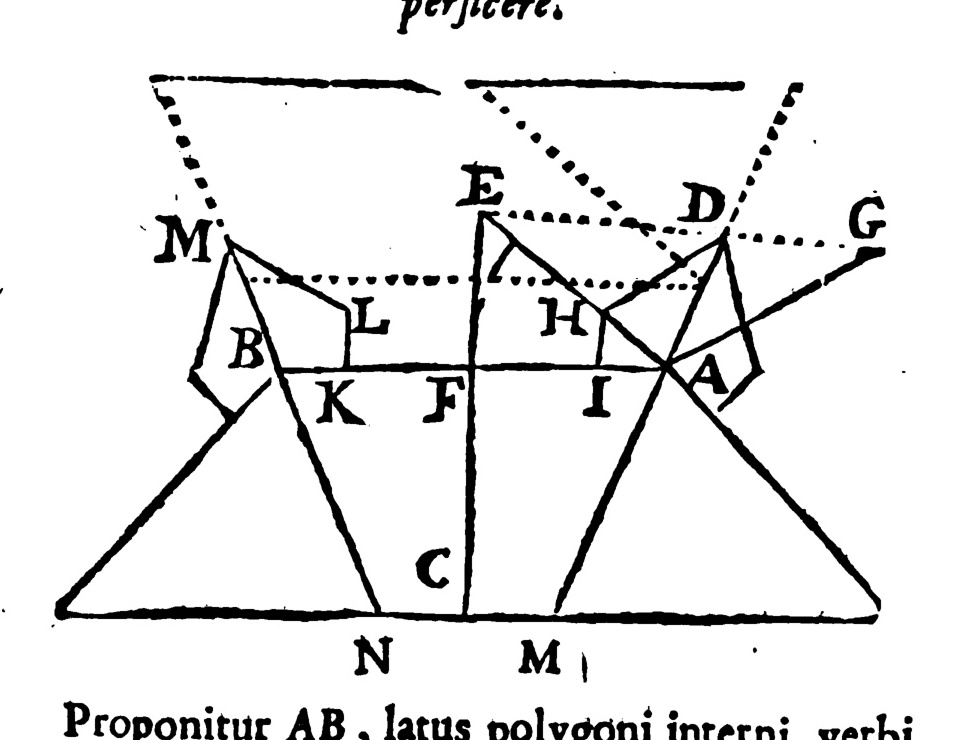 perficere.
E
D
G
M
L
H
B
A
K
F
I
C
N
M
Proponitur AB, latus polygoni interni, verbi